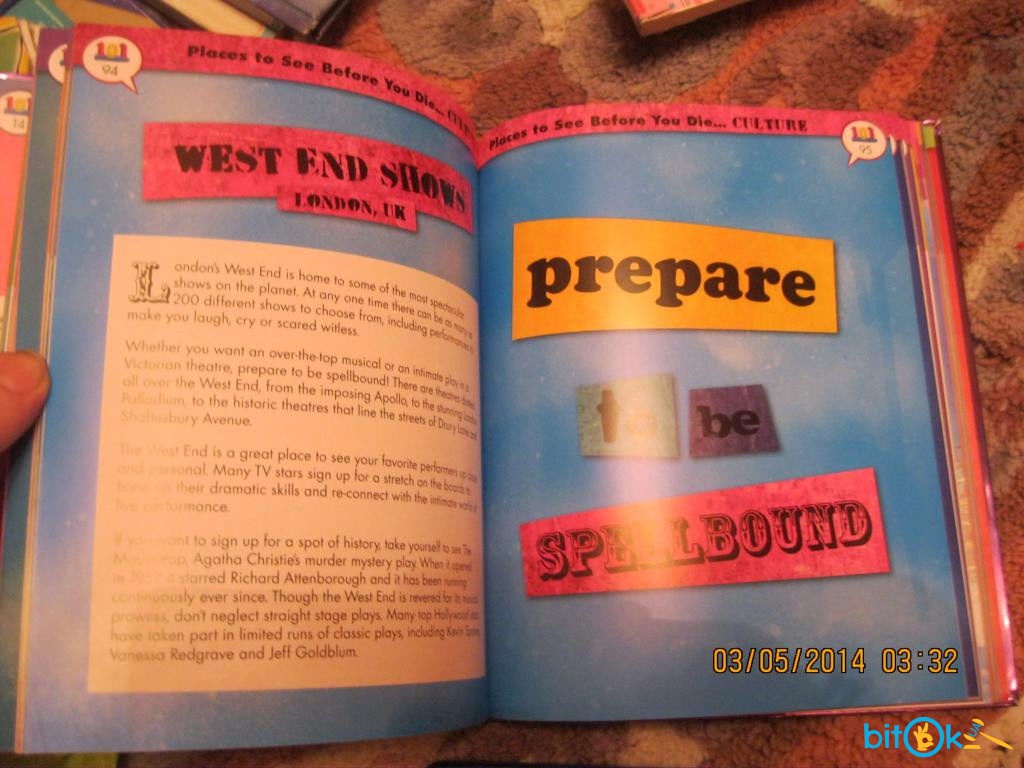 101
94
Places to See Before You Die... CULTURE
WEST END SHOWS
LONDON, UK
London's West End is home to some of the most spectacular
shows on the planet. At any one time there can be as many as
200 different shows to choose from, including performances to
make you laugh, cry or scared witless.
Whether you want an over-the-top musical or an intimate play in a
Victorian theatre, prepare to be spellbound! There are theatres dotted
all over the West End, from the imposing Apollo, to the stunning London
Palladium, to the historic theatres that line the streets of Drury Lane and
Shaftesbury Avenue.
The West End is a great place to see your favorite performers up close
and personal. Many TV stars sign up for a stretch on the boards to
hone up their dramatic skills and re-connect with the intimate world of
live performance.
If you want to sign up for a spot of history, take yourself to see The
Mousetrap, Agatha Christie's murder mystery play. When it opened
in 1952 it starred Richard Attenborough and it has been running
continuously ever since. Though the West End is revered for its musical
prowess, don't neglect straight stage plays. Many top Hollywood stars
have taken part in limited runs of classic plays, including Kevin Spacey,
Vanessa Redgrave and Jeff Goldblum.
Places to See Before You Die... CULTURE
101
95
prepare
to be
SPELLBOUND
14
03/05/2014 03:32
bitOk UA